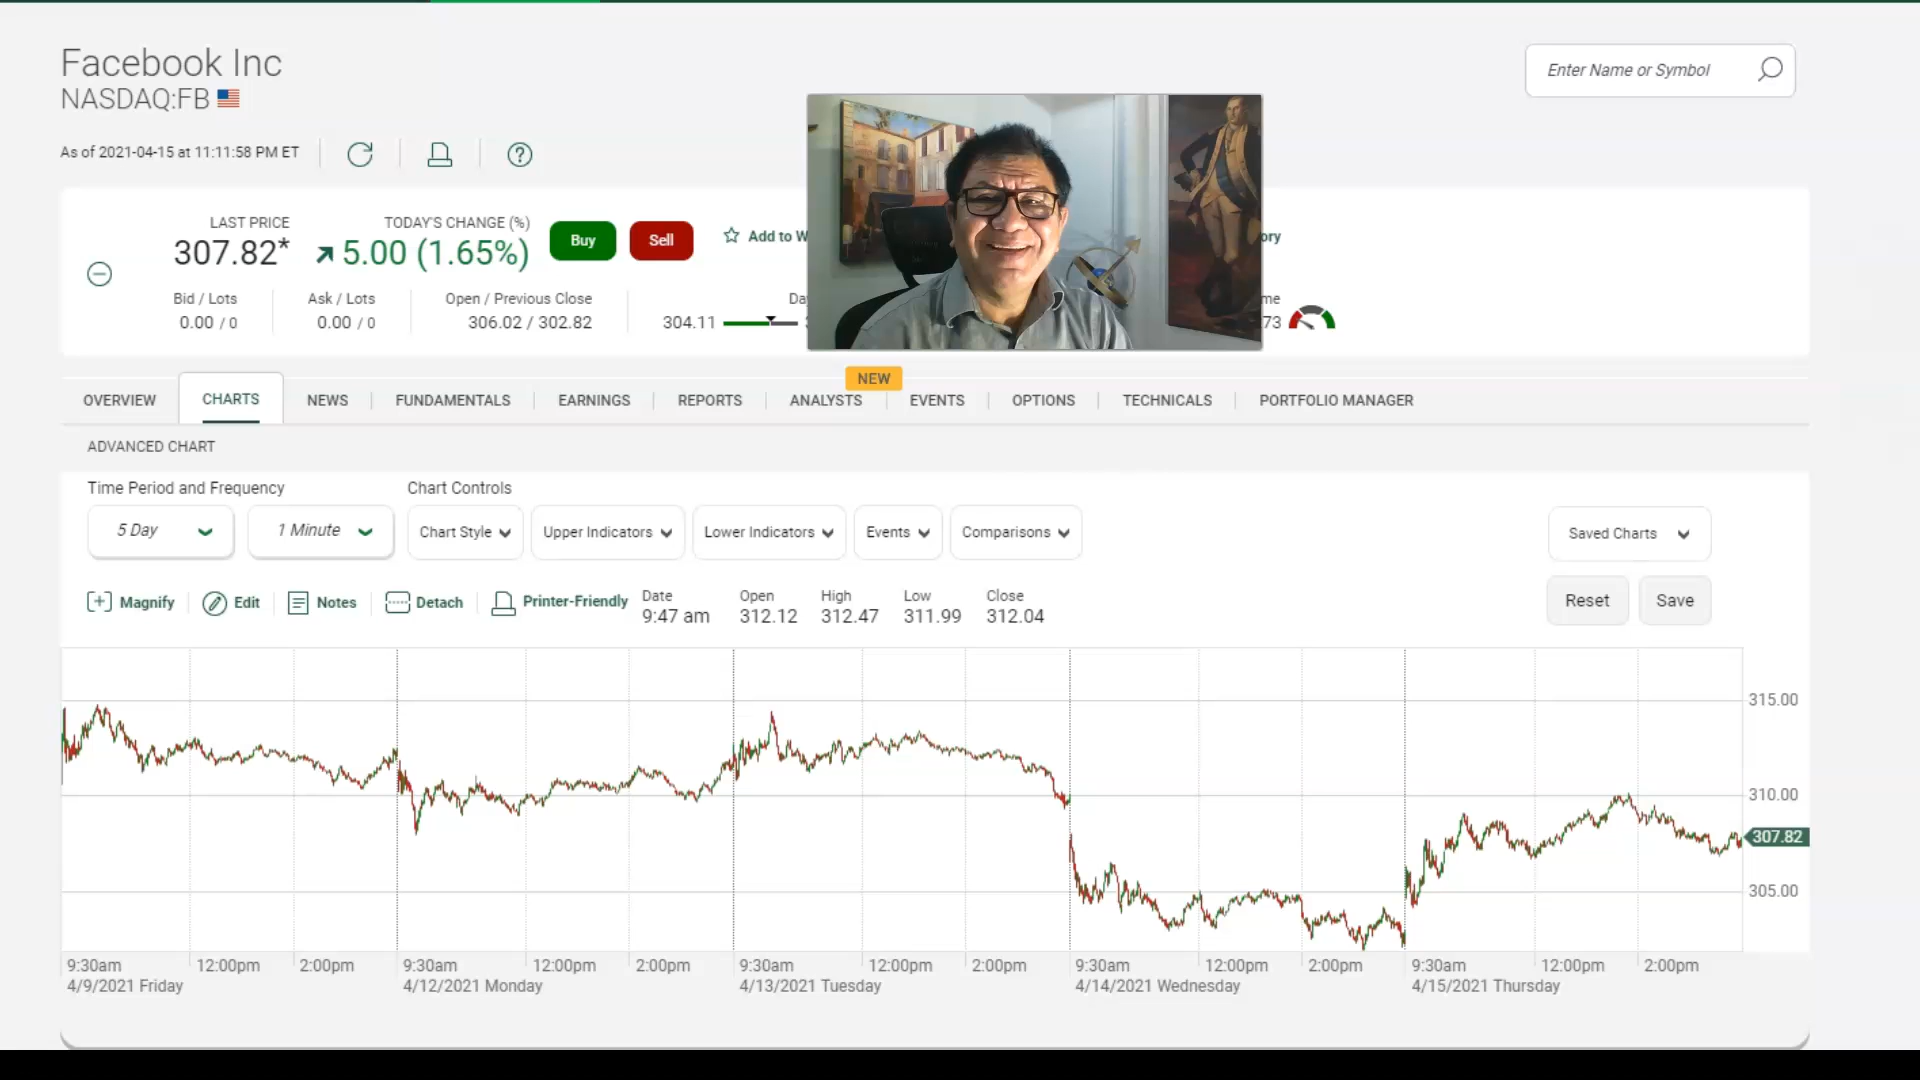 Facebook Inc
NASDAQ:FB
Enter Name or Symbol
As of 2021-04-15 at 11:11:58 PM ET
LAST PRICE
307.82*
TODAY'S CHANGE (%)
5.00 (1.65%)
Buy
Sell
Add to W
ory
Bid / Lots
0.00 / 0
Ask / Lots
0.00 / 0
Open / Previous Close
306.02 / 302.82
Da
304.11
me
73
NEW
OVERVIEW
CHARTS
NEWS
FUNDAMENTALS
EARNINGS
REPORTS
ANALYSTS
EVENTS
OPTIONS
TECHNICALS
PORTFOLIO MANAGER
ADVANCED CHART
Time Period and Frequency
Chart Controls
5 Day
1 Minute
Chart Style
Upper Indicators
Lower Indicators
Events
Comparisons
Saved Charts
Magnify
Edit
Notes
Detach
Printer-Friendly
Date
9:47 am
Open
312.12
High
312.47
Low
311.99
Close
312.04
Reset
Save
315.00
310.00
307.82
305.00
9:30am 12:00pm 2:00pm 9:30am 12:00pm 2:00pm 9:30am 12:00pm 2:00pm 9:30am 12:00pm 2:00pm 9:30am 12:00pm 2:00pm
4/9/2021 Friday 4/12/2021 Monday 4/13/2021 Tuesday 4/14/2021 Wednesday 4/15/2021 Thursday